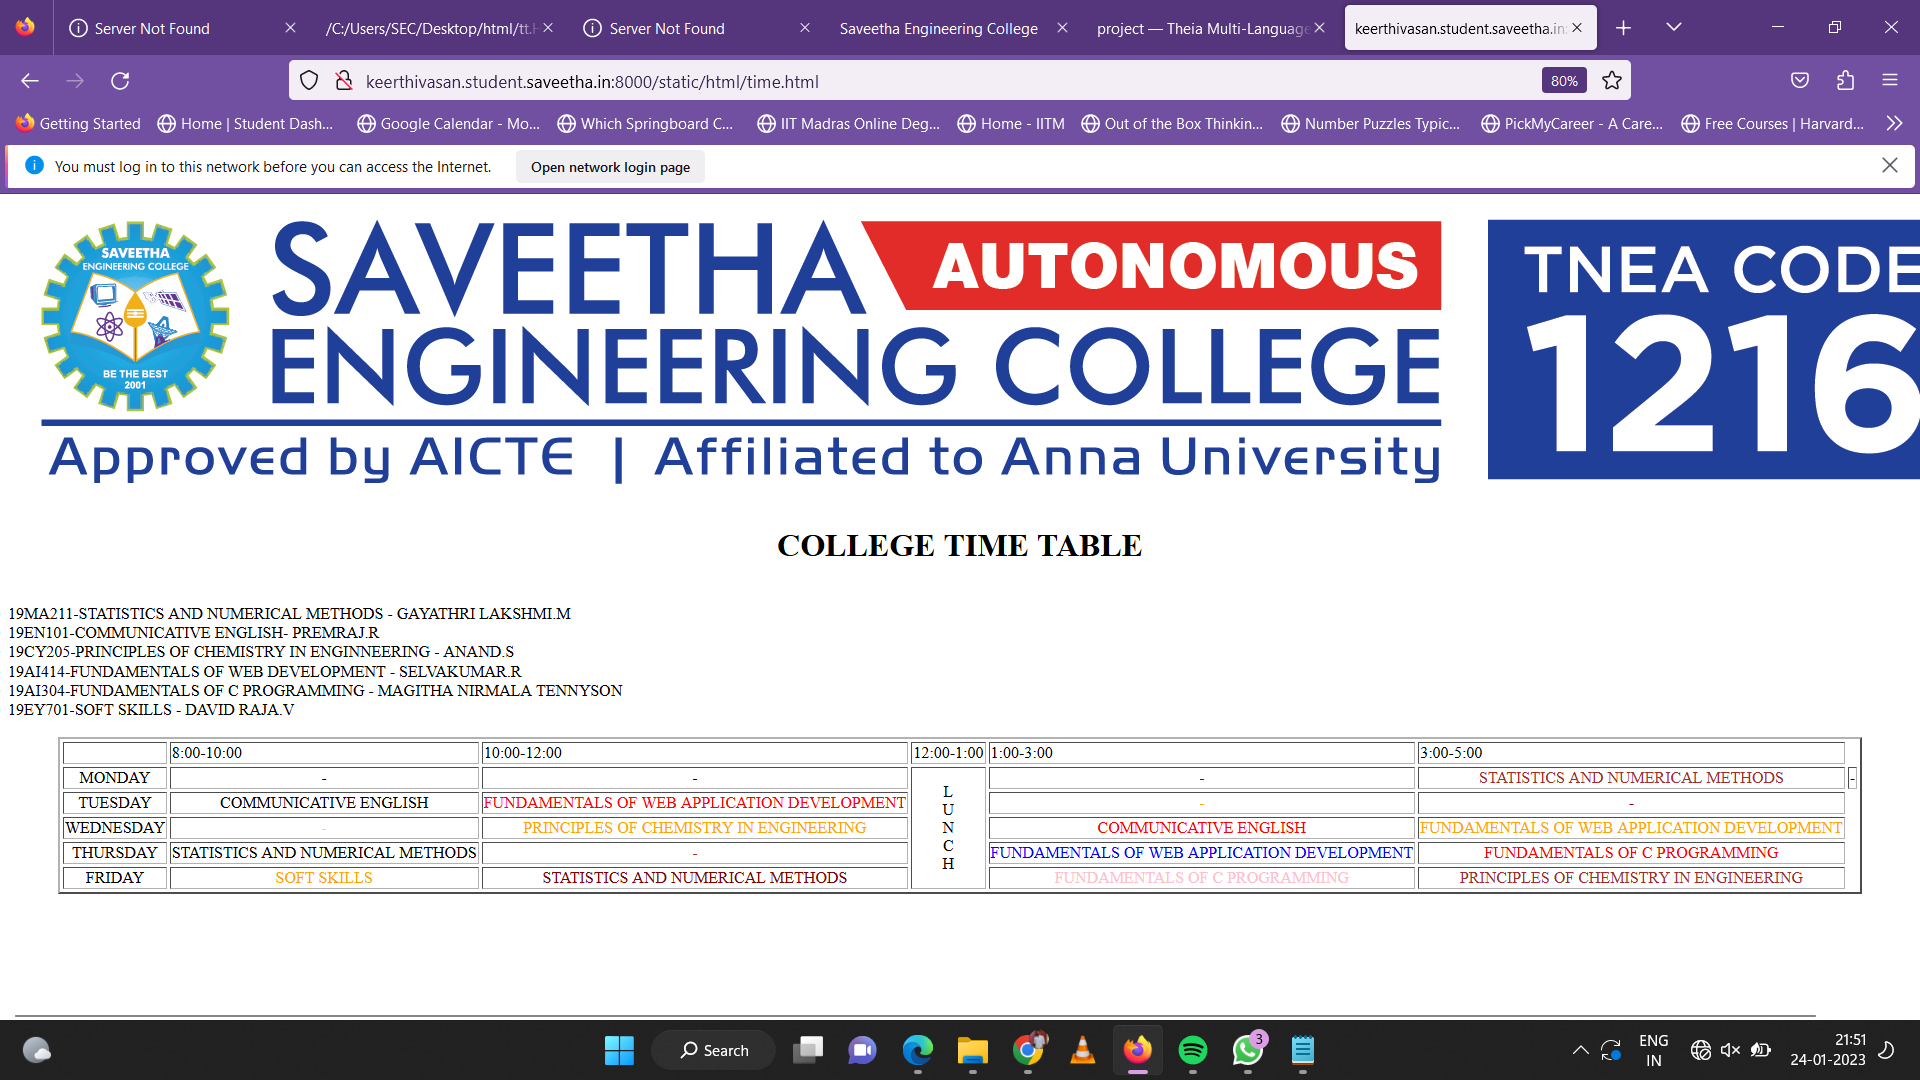 Server Not Found
/C:/Users/SEC/Desktop/html/tt.
Server Not Found
Saveetha Engineering College
project — Theia Multi-Language
keerthivasan.student.saveetha.in:
keerthivasan.student.saveetha.in:8000/static/html/time.html
80%
Getting Started
Home | Student Dash...
Google Calendar - Mo...
Which Springboard C...
IIT Madras Online Deg...
Home - IITM
Out of the Box Thinkin...
Number Puzzles Typic...
PickMyCareer - A Care...
Free Courses | Harvard...
You must log in to this network before you can access the Internet.
Open network login page
SAVEETHA
ENGINEERING COLLEGE
BE THE BEST
2001
SAVEETHA
AUTONOMOUS
ENGINEERING COLLEGE
Approved by AICTE | Affiliated to Anna University
TNEA CODE
1216
COLLEGE TIME TABLE
19MA211-STATISTICS AND NUMERICAL METHODS - GAYATHRI LAKSHMI.M
19EN101-COMMUNICATIVE ENGLISH- PREMRAJ.R
19CY205-PRINCIPLES OF CHEMISTRY IN ENGINNEERING - ANAND.S
19AI414-FUNDAMENTALS OF WEB DEVELOPMENT - SELVAKUMAR.R
19AI304-FUNDAMENTALS OF C PROGRAMMING - MAGITHA NIRMALA TENNYSON
19EY701-SOFT SKILLS - DAVID RAJA.V
8:00-10:00 10:00-12:00 12:00-1:00 1:00-3:00 3:00-5:00
MONDAY - - LUNCH - STATISTICS AND NUMERICAL METHODS -
TUESDAY COMMUNICATIVE ENGLISH FUNDAMENTALS OF WEB APPLICATION DEVELOPMENT - -
WEDNESDAY - PRINCIPLES OF CHEMISTRY IN ENGINEERING COMMUNICATIVE ENGLISH FUNDAMENTALS OF WEB APPLICATION DEVELOPMENT
THURSDAY STATISTICS AND NUMERICAL METHODS - FUNDAMENTALS OF WEB APPLICATION DEVELOPMENT FUNDAMENTALS OF C PROGRAMMING
FRIDAY SOFT SKILLS STATISTICS AND NUMERICAL METHODS FUNDAMENTALS OF C PROGRAMMING PRINCIPLES OF CHEMISTRY IN ENGINEERING
Search
3
ENG
IN
21:51
24-01-2023